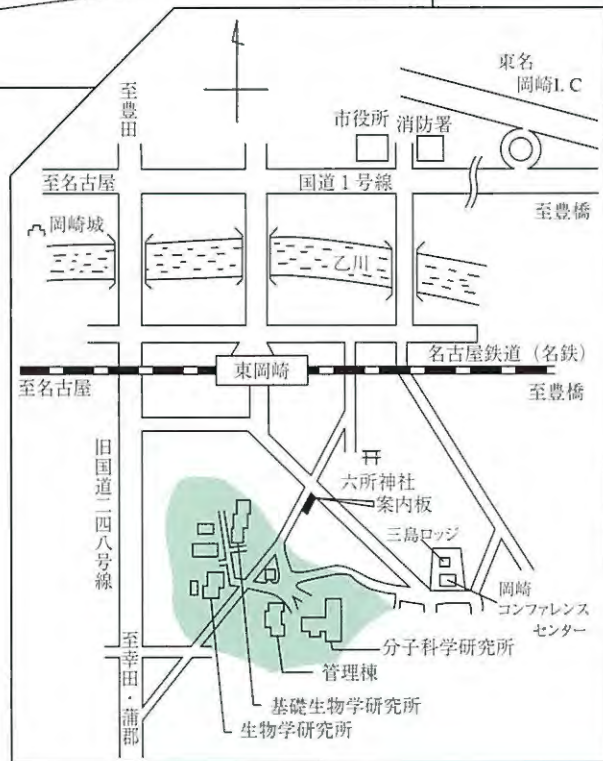 東名
岡崎I. C
至豊田
市役所
消防署
至名古屋
国道1号線
至豊橋
岡崎城
乙川
名古屋鉄道（名鉄）
東岡崎
至名古屋
至豊橋
旧国道二四八号線
六所神社
案内板
三島ロッジ
岡崎
コンファレンス
センター
分子科学研究所
管理棟
至幸田・蒲郡
基礎生物学研究所
生物学研究所